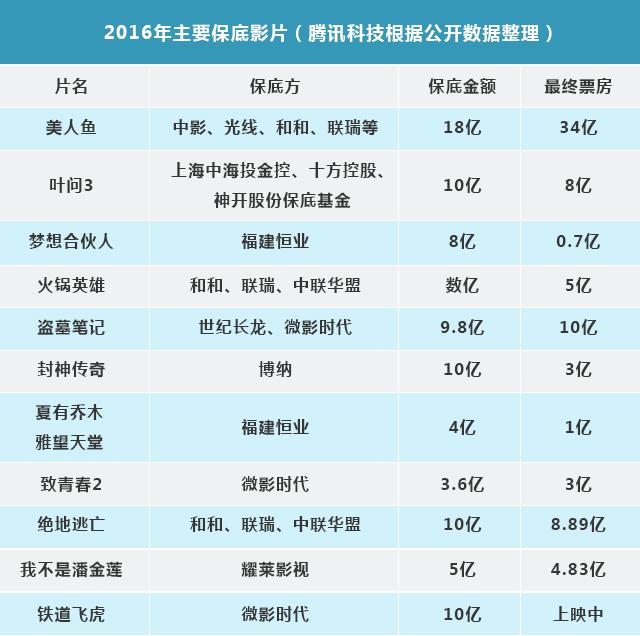 2016年主要保底影片（腾讯科技根据公开数据整理）
片名 保底方 保底金额 最终票房
美人鱼 中影、光线、和和、联瑞等 18亿 34亿
叶问3 上海中海投金控、十方控股、 10亿 8亿
神开股份保底基金
梦想合伙人 福建恒业 8亿 0.7亿
火锅英雄 和和、联瑞、中联华盟 数亿 5亿
盗墓笔记 世纪长龙、微影时代 9.8亿 10亿
封神传奇 博纳 10亿 3亿
夏有乔木 福建恒业 4亿 1亿
雅望天堂
致青春2 微影时代 3.6亿 3亿
绝地逃亡 和和、联瑞、中联华盟 10亿 8.89亿
我不是潘金莲 耀莱影视 5亿 4.83亿
铁道飞虎 微影时代 10亿 上映中